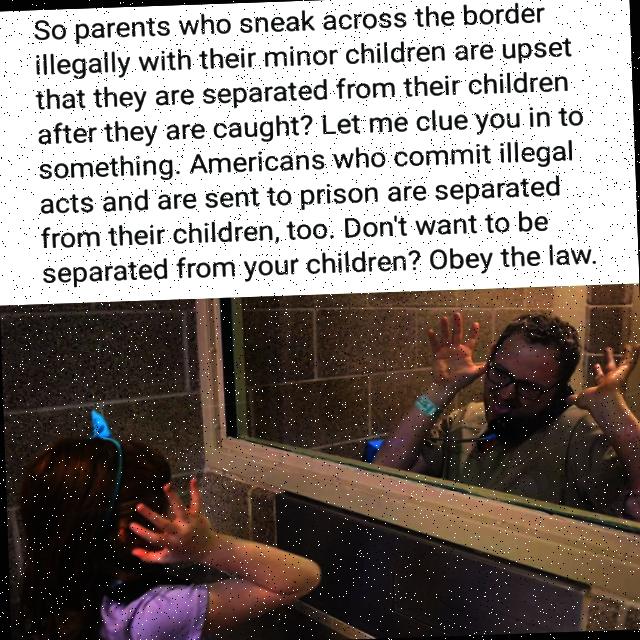 So parents who sneak across the border
illegally with their minor children are upset
that they are separated from their children
after they are caught? Let me clue you in to
something. Americans who commit illegal
acts and are sent to prison are separated
from their children, too. Don't want to be
separated from your children? Obey the law.